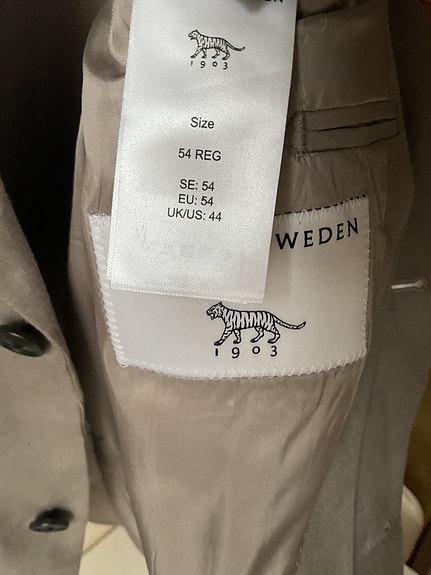 1903
Size
54 REG
SE: 54
EU: 54
UK/US: 44
WEDEN
1903